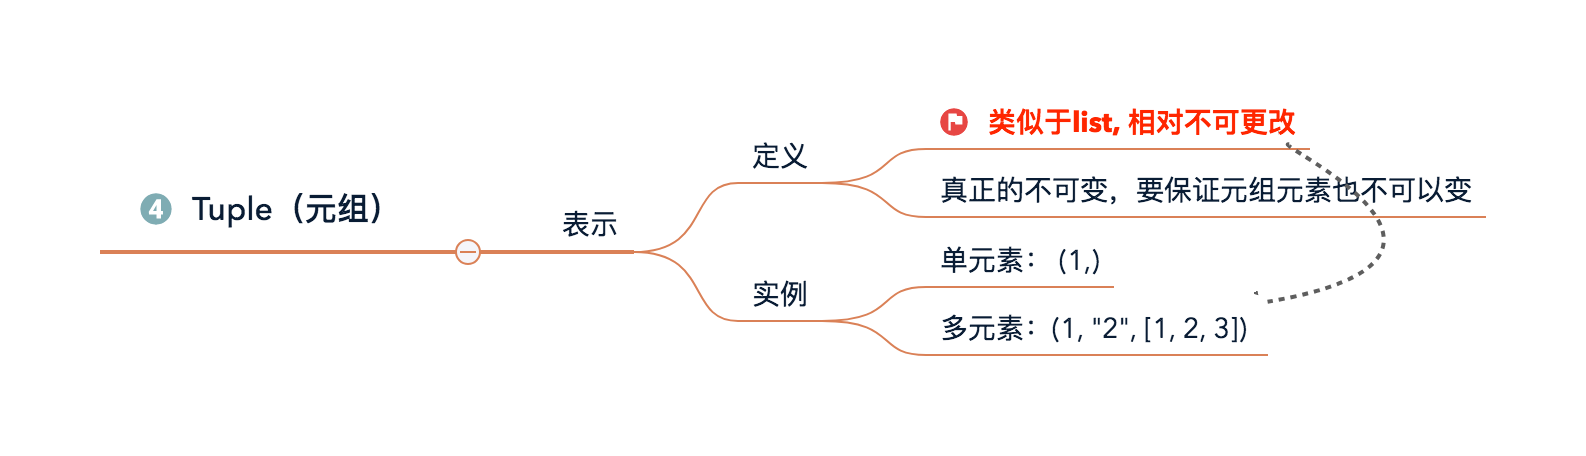 4 Tuple（元组）
表示
定义
类似于list, 相对不可更改
真正的不可变，要保证元组元素也不可以变
实例
单元素： (1,)
多元素：(1, "2", [1, 2, 3])